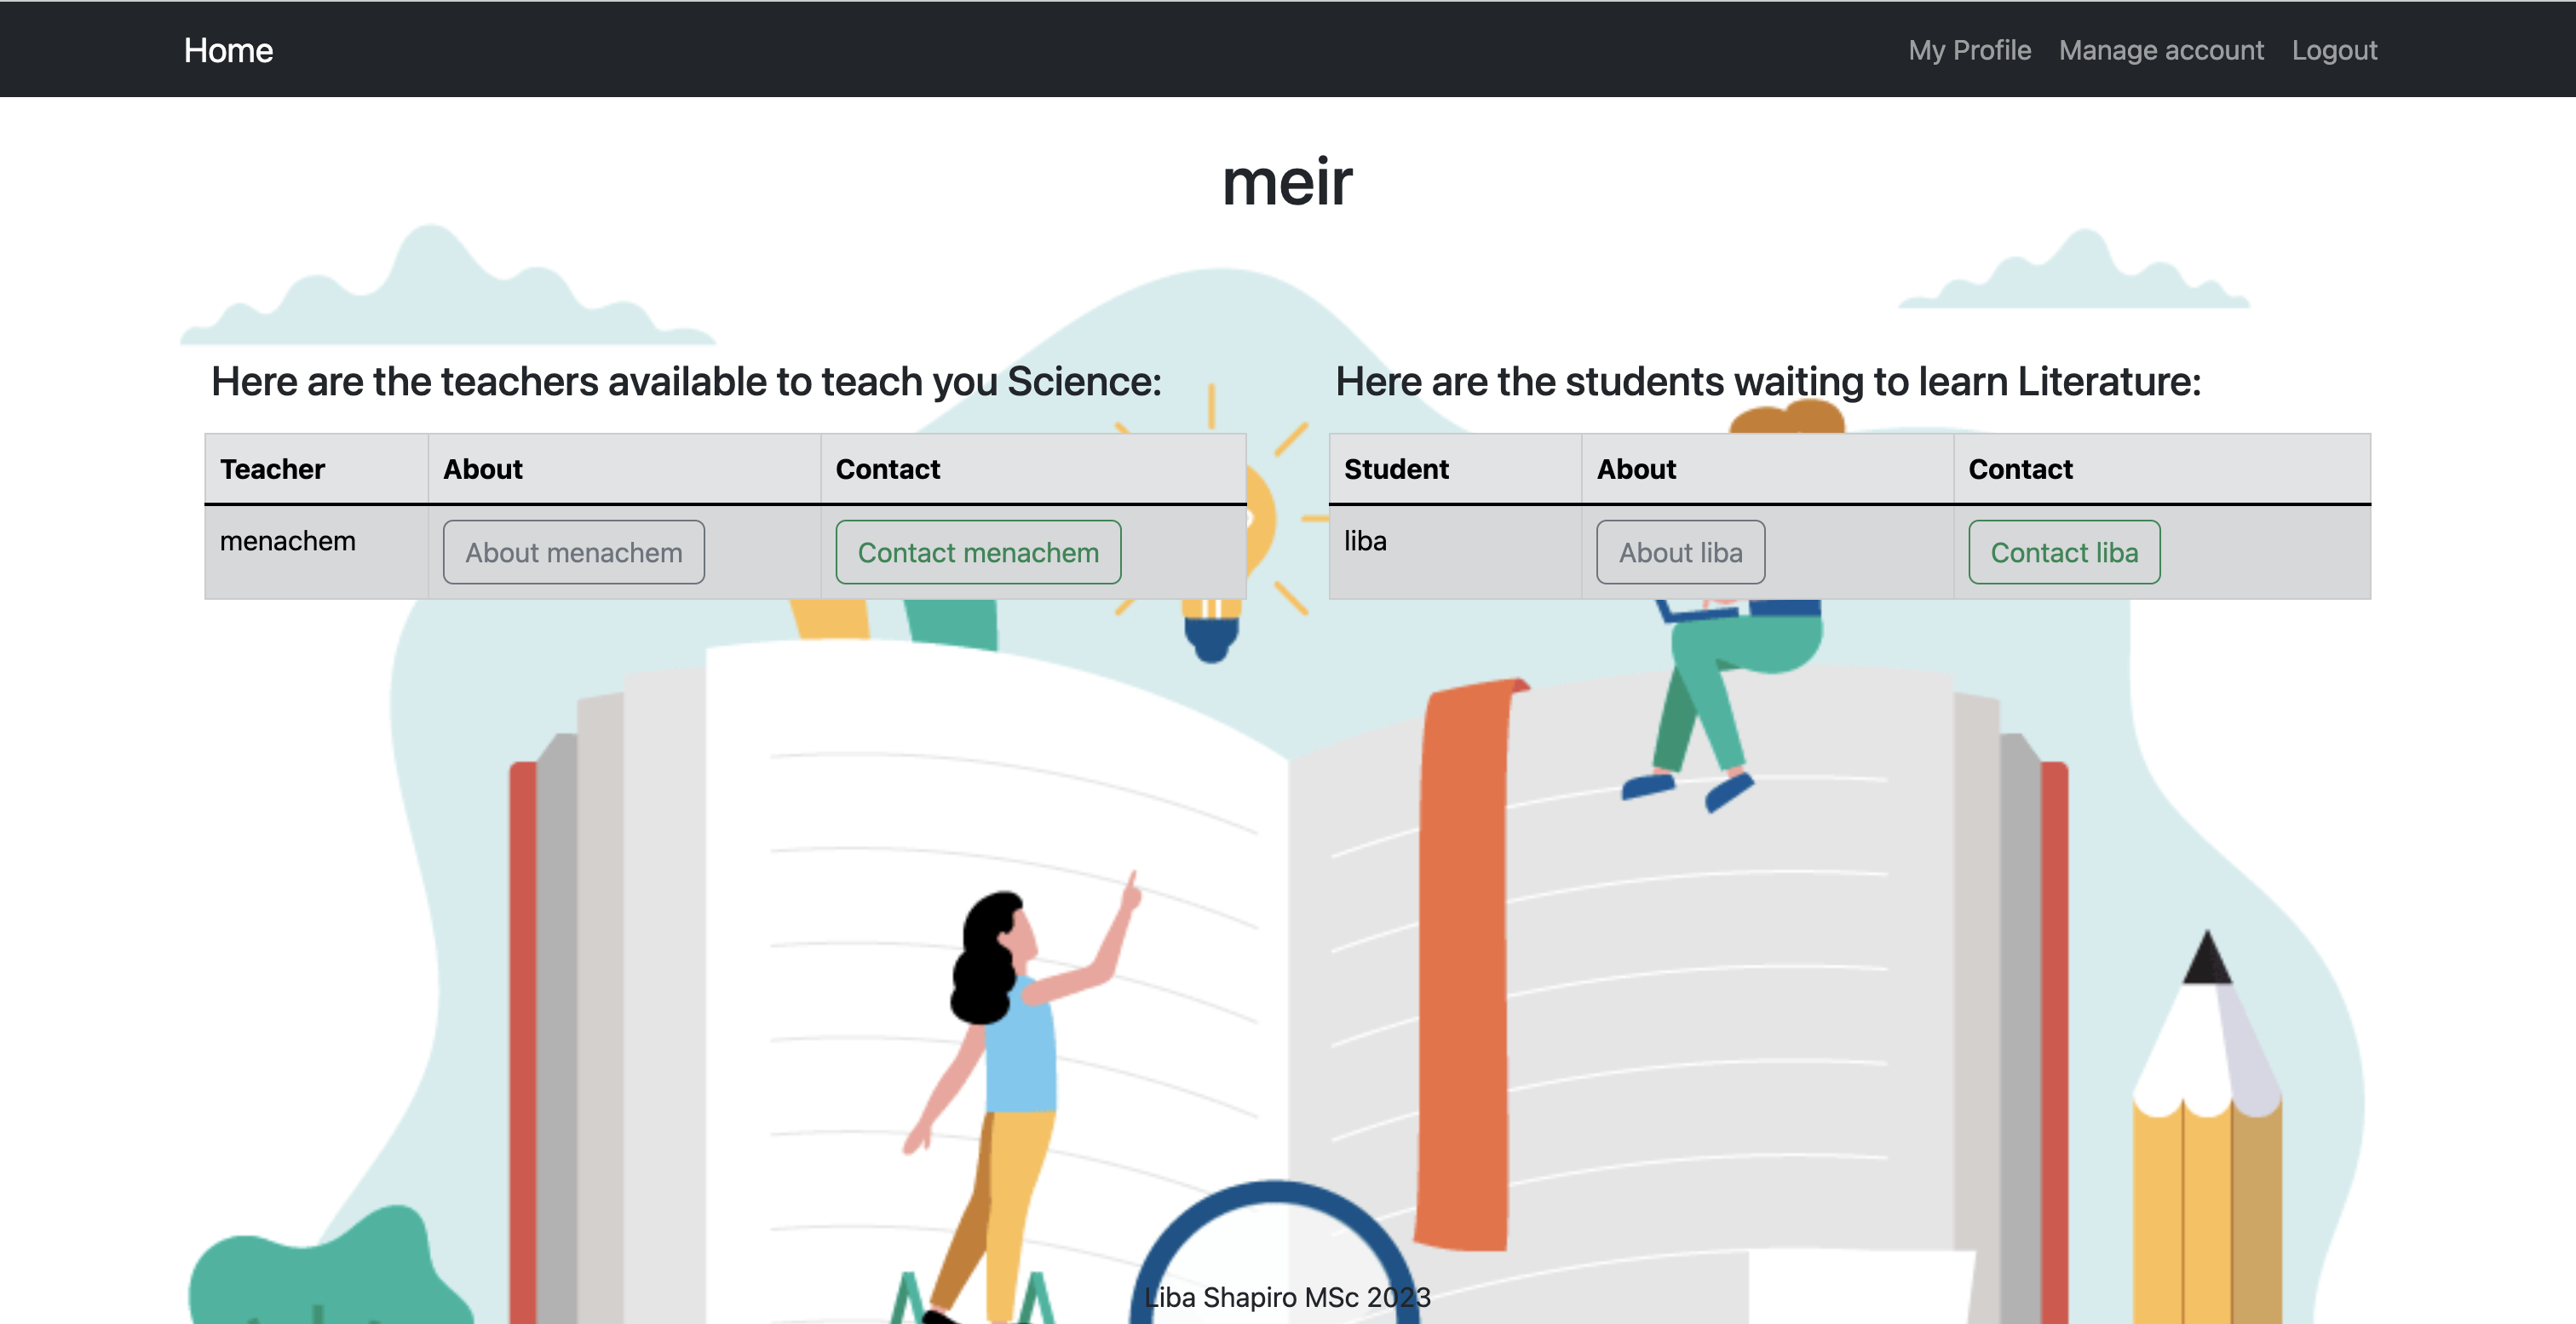 Home My Profile Manage account Logout
meir
Here are the teachers available to teach you Science:
Teacher About Contact
menachem About menachem Contact menachem
Here are the students waiting to learn Literature:
Student About Contact
liba About liba Contact liba
Liba Shapiro MSc 2023